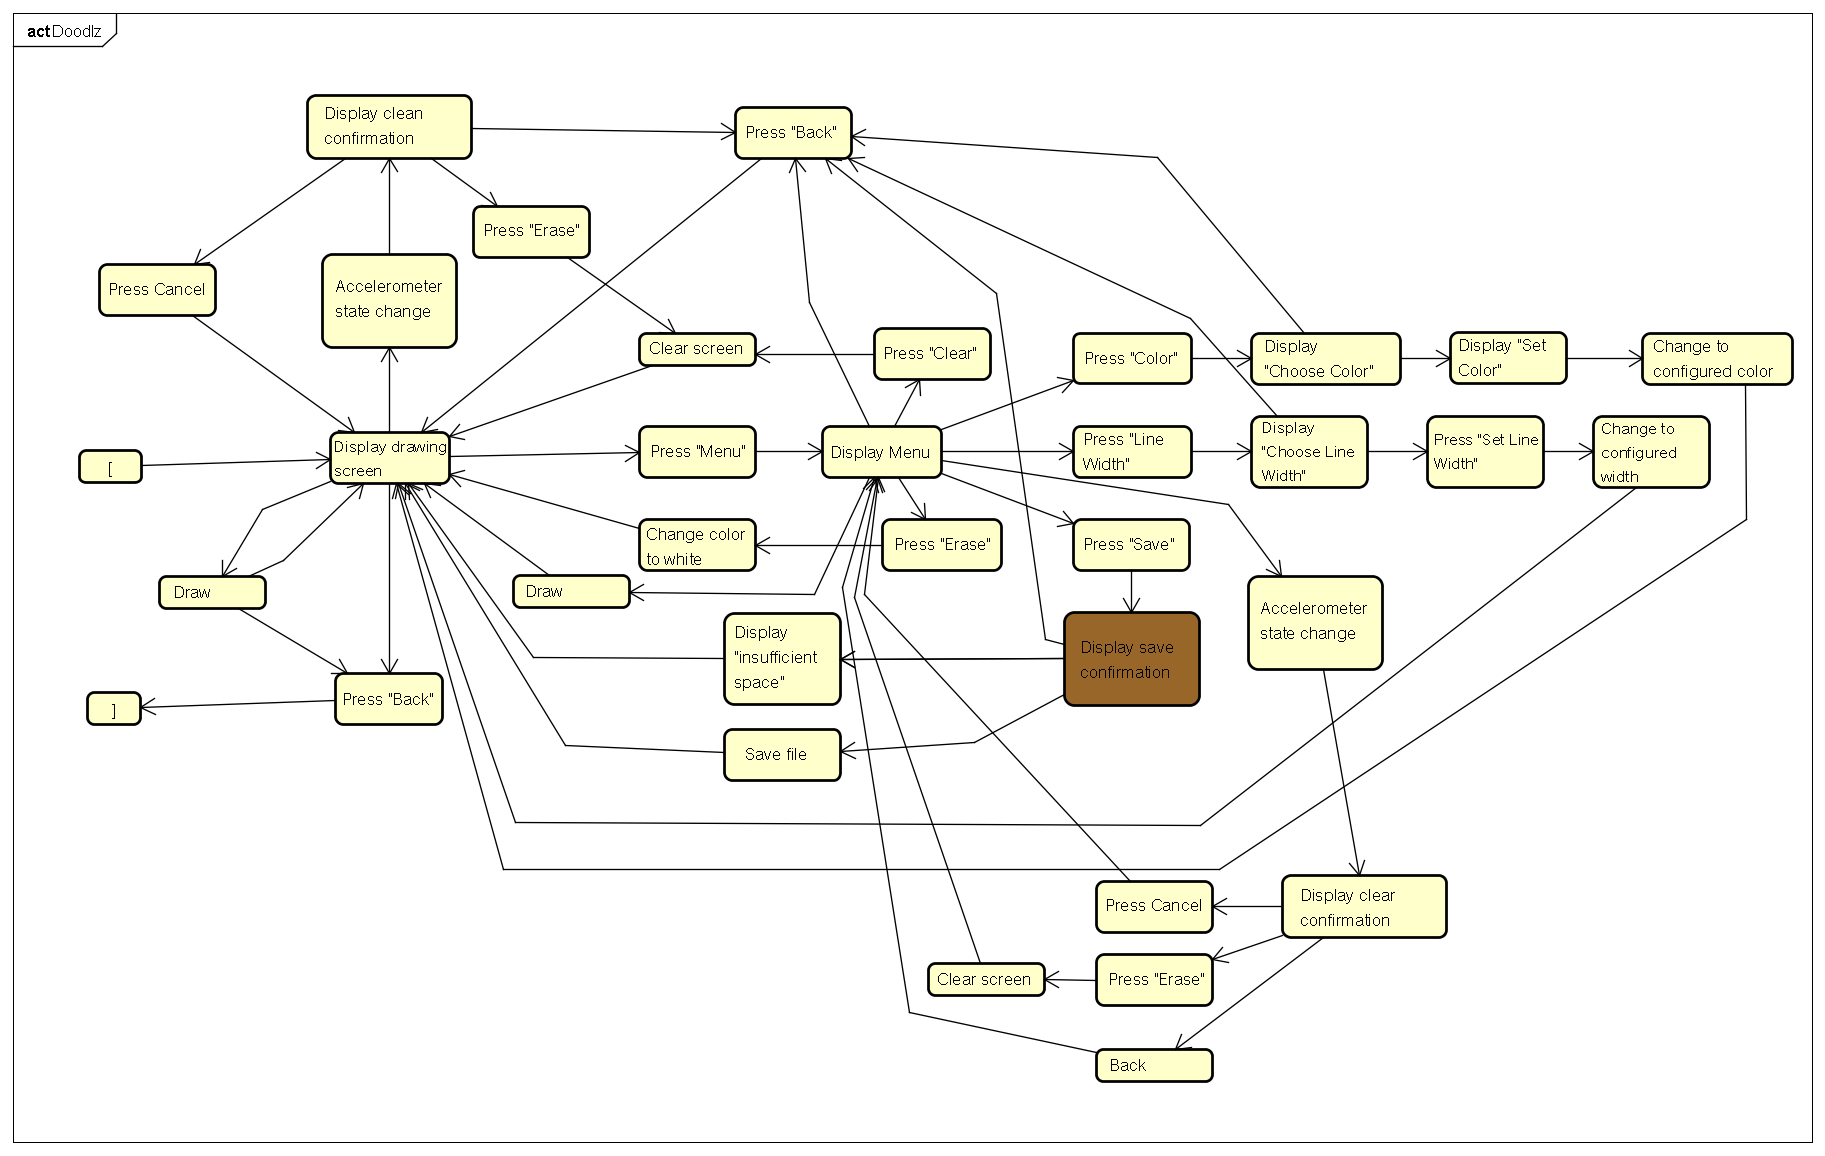 act Doodlz
Display clean
confirmation
Press "Back"
Press "Erase"
Press Cancel
Accelerometer
state change
Clear screen
Press "Clear"
Press "Color"
Display
"Choose Color"
Display "Set
Color"
Change to
configured color
[
Display drawing
screen
Press "Menu"
Display Menu
Press "Line
Width"
Display
"Choose Line
Width"
Press "Set Line
Width"
Change to
configured
width
Change color
to white
Press "Erase"
Press "Save"
Draw
Draw
Accelerometer
state change
Display
"insufficient
space"
Display save
confirmation
]
Press "Back"
Save file
Press Cancel
Display clear
confirmation
Clear screen
Press "Erase"
Back